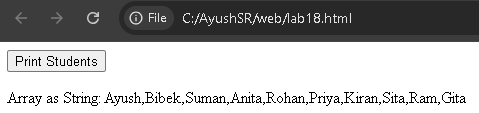 File C:/AyushSR/web/lab18.html
Print Students
Array as String: Ayush,Bibek,Suman,Anita,Rohan,Priya,Kiran,Sita,Ram,Gita